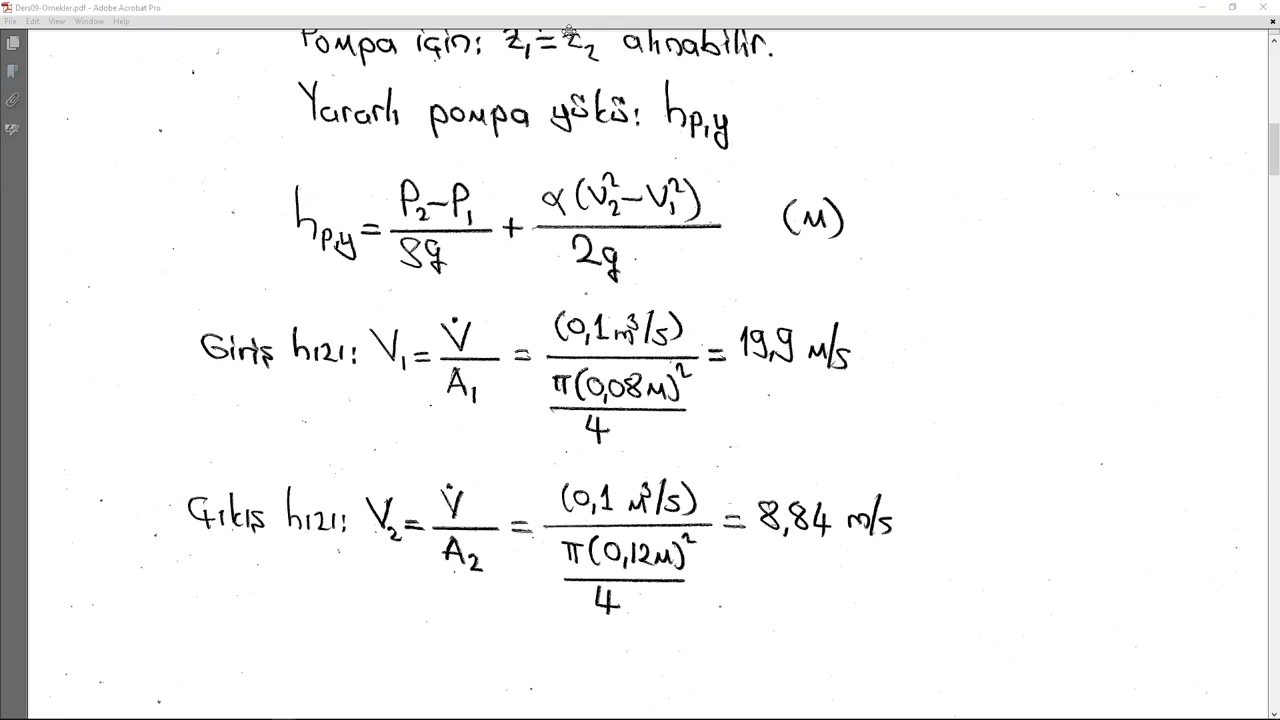 Ders09-Ornekler.pdf - Adobe Acrobat Pro
File Edit View Window Help
Pompa için: z₁ = z₂ alınabilir.
Yararlı pompa yükü: hp,y
hp,y = (P₂-P₁)/(ρg) + α(V₂²-V₁²)/(2g) (m)
Giriş hızı: V₁ = V̇/A₁ = (0,1 m³/s)/(π(0,08m)²/4) = 19,9 m/s
Çıkış hızı: V₂ = V̇/A₂ = (0,1 m³/s)/(π(0,12m)²/4) = 8,84 m/s